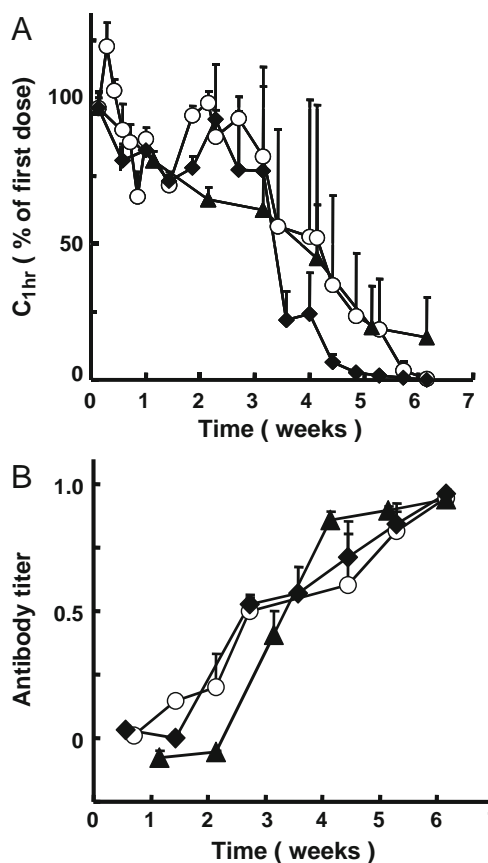 A
C1hr ( % of first dose)
100
50
0
0 1 2 3 4 5 6 7
Time ( weeks )
B
Antibody titer
1.0
0.5
0
0 1 2 3 4 5 6
Time ( weeks )